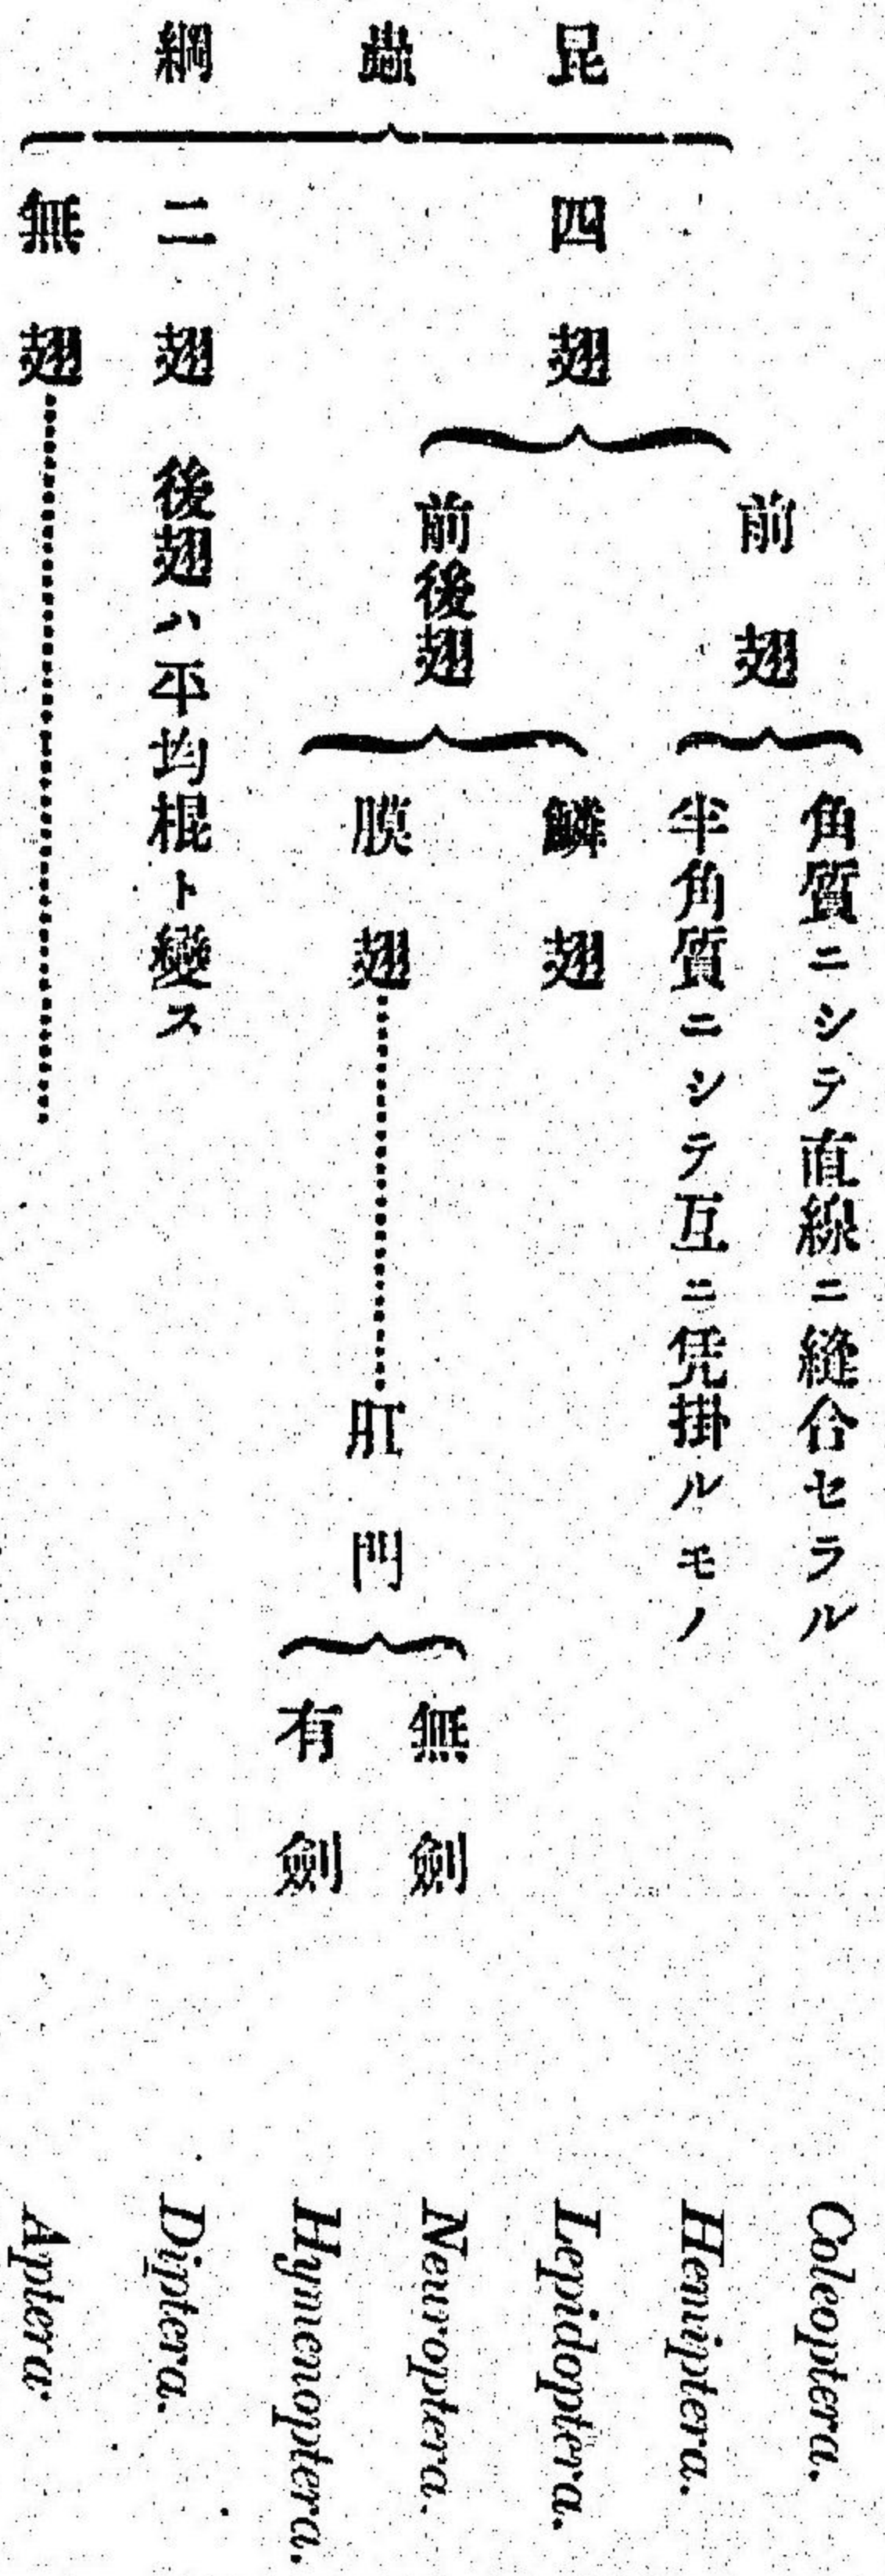 昆蟲綱
四翅
前翅
角質ニシテ直線ニ縫合セラル
Coleoptera.
半角質ニシテ互ニ凭掛ルモノ
Hemiptera.
前後翅
鱗翅
Lepidoptera.
膜翅
肛門
無劍
Neuroptera.
有劍
Hymenoptera.
二翅 後翅ハ平均棍ト變ス
Diptera.
無翅
Aptera.